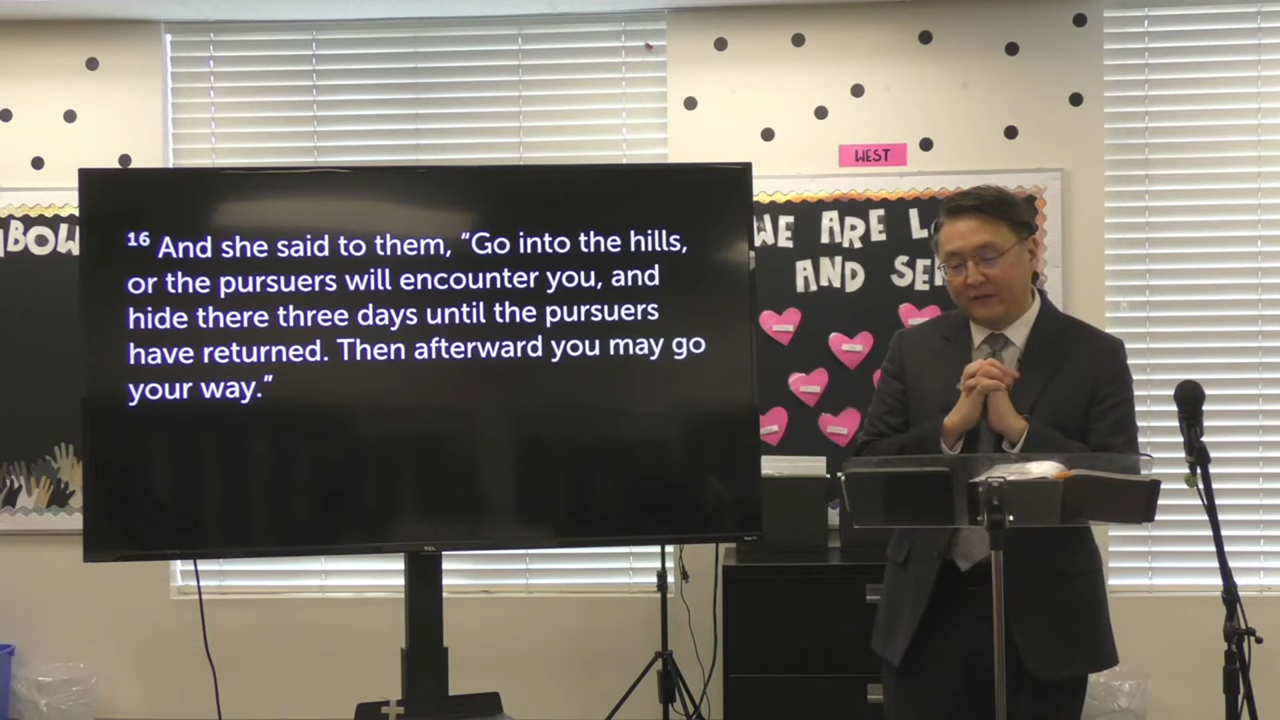 WEST
BOW
WE ARE
AND
16 And she said to them, “Go into the hills,
or the pursuers will encounter you, and
hide there three days until the pursuers
have returned. Then afterward you may go
your way.”
TCL